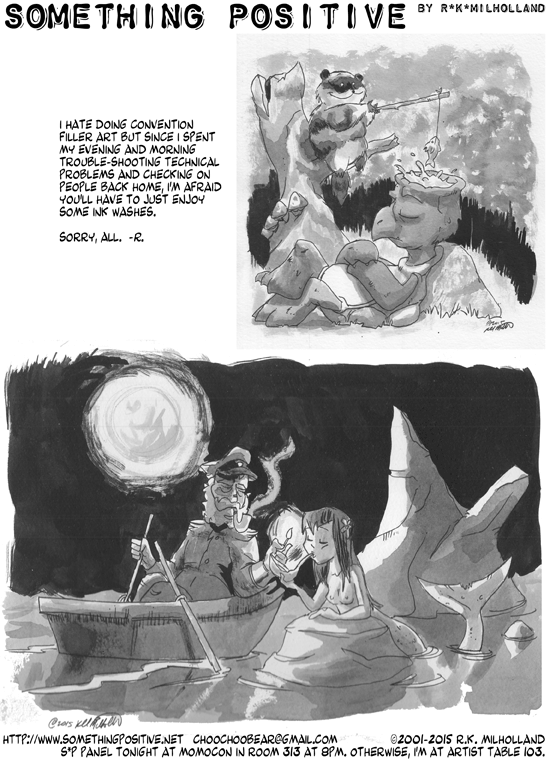 SOMETHING POSITIVE BY R*K*MILHOLLAND
I HATE DOING CONVENTION
FILLER ART BUT SINCE I SPENT
MY EVENING AND MORNING
TROUBLE-SHOOTING TECHNICAL
PROBLEMS AND CHECKING ON
PEOPLE BACK HOME, I'M AFRAID
YOU'LL HAVE TO JUST ENJOY
SOME INK WASHES.
SORRY, ALL. -R.
©2015
HTTP://WWW.SOMETHINGPOSITIVE.NET CHOOCHOOBEAR@GMAIL.COM ©2001-2015 R.K. MILHOLLAND
S*P PANEL TONIGHT AT MOMOCON IN ROOM 313 AT 8PM. OTHERWISE, I'M AT ARTIST TABLE 103.